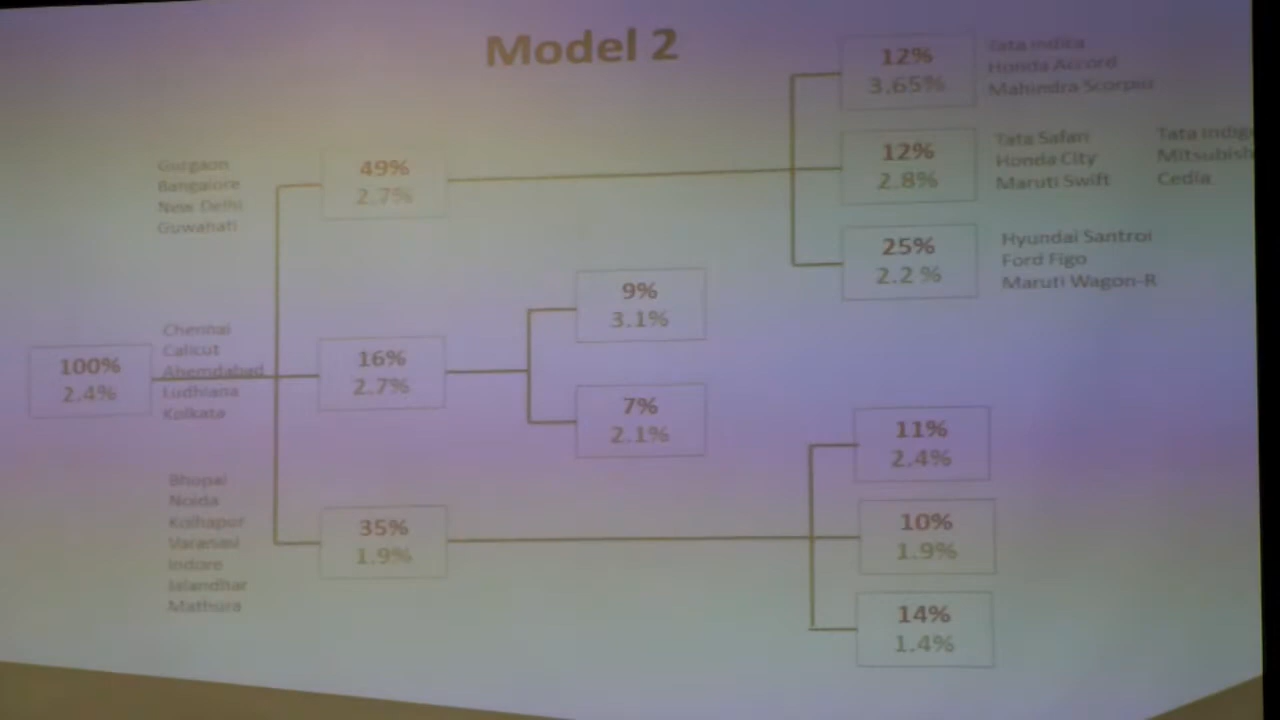 Model 2
12%
3.65%
Tata Indica
Honda Accord
Mahindra Scorpio
12%
2.8%
Tata Safari
Honda City
Maruti Swift
Tata Indig
Mitsubish
Cedia
25%
2.2 %
Hyundai Santroi
Ford Figo
Maruti Wagon-R
Gurgaon
Bangalore
New Delhi
Guwahati
49%
2.7%
9%
3.1%
100%
2.4%
Chennai
Calicut
Ahemdabad
Ludhiana
Kolkata
16%
2.7%
7%
2.1%
11%
2.4%
Bhopal
Noida
Kolhapur
Varanasi
Indore
Jalandhar
Mathura
35%
1.9%
10%
1.9%
14%
1.4%